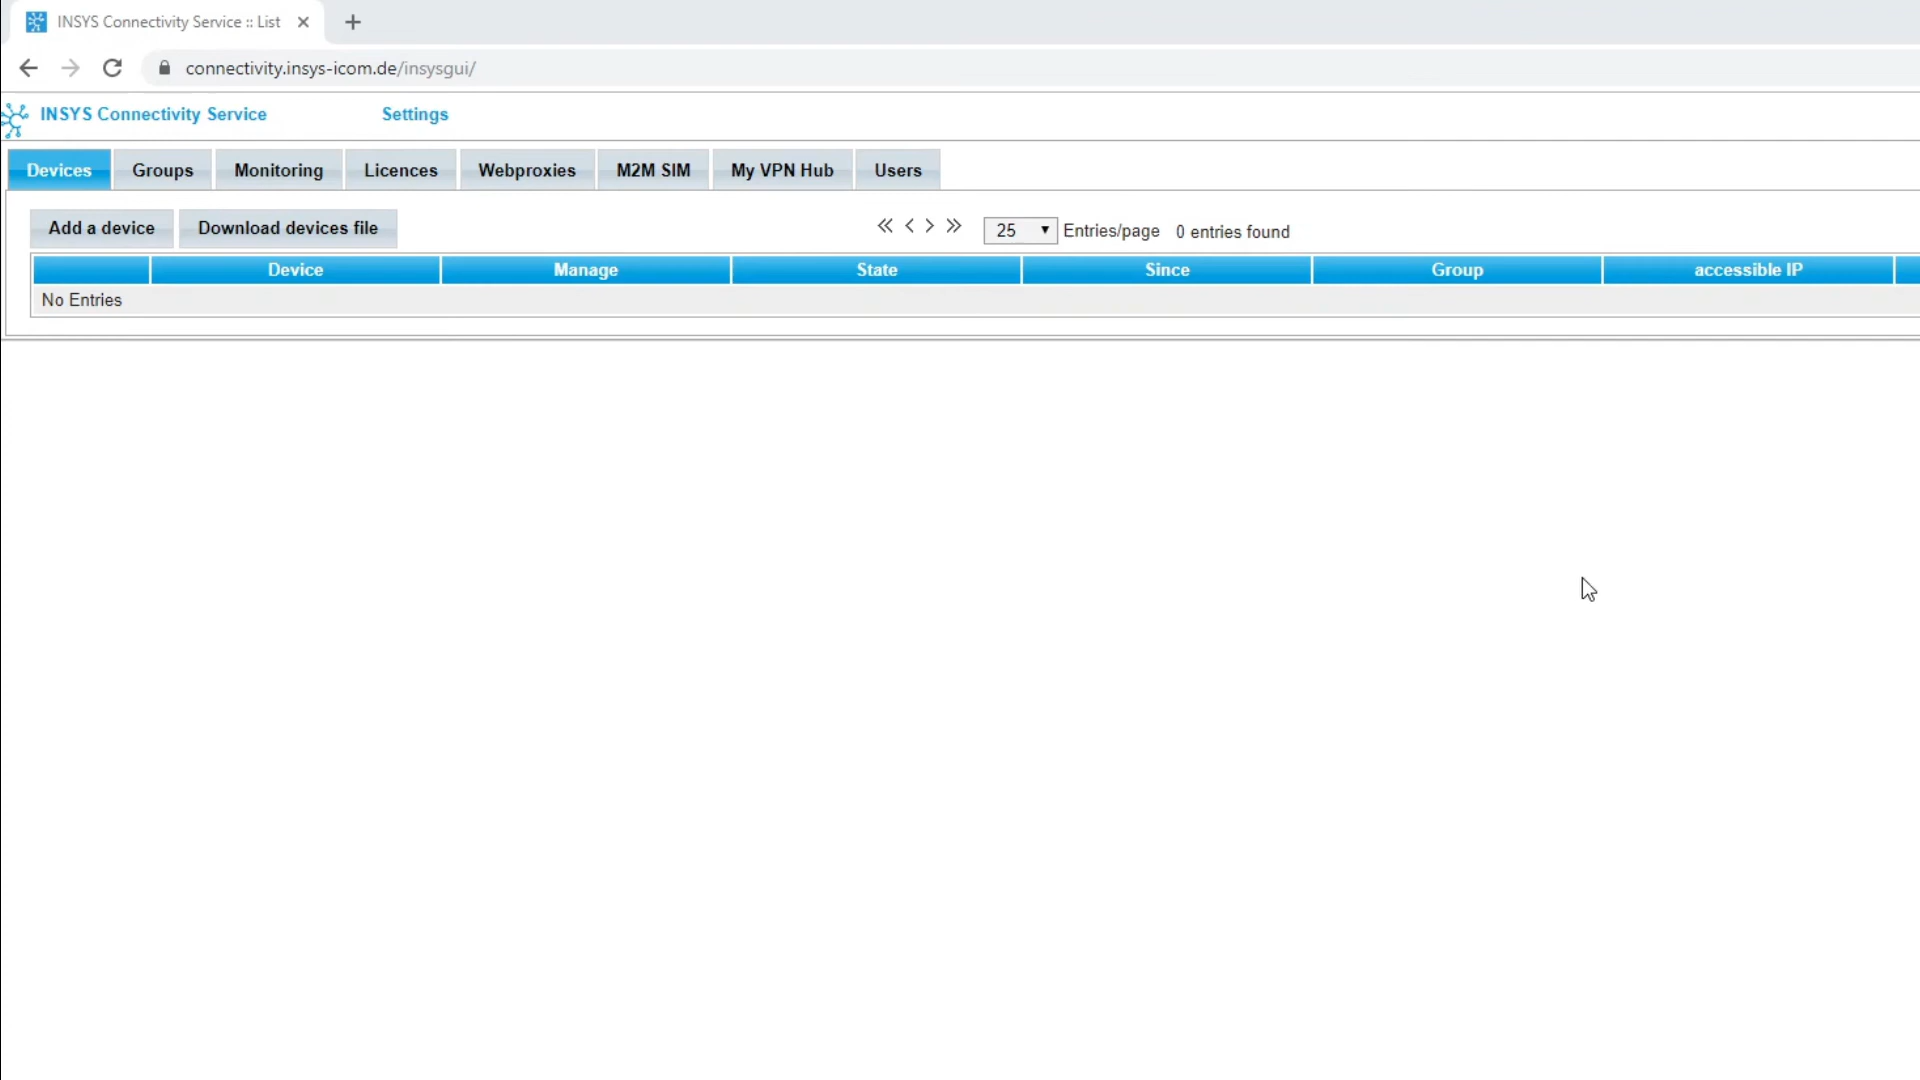 INSYS Connectivity Service :: List
connectivity.insys-icom.de/insysgui/
INSYS Connectivity Service Settings
Devices Groups Monitoring Licences Webproxies M2M SIM My VPN Hub Users
Add a device Download devices file 25 Entries/page 0 entries found
Device Manage State Since Group accessible IP
No Entries